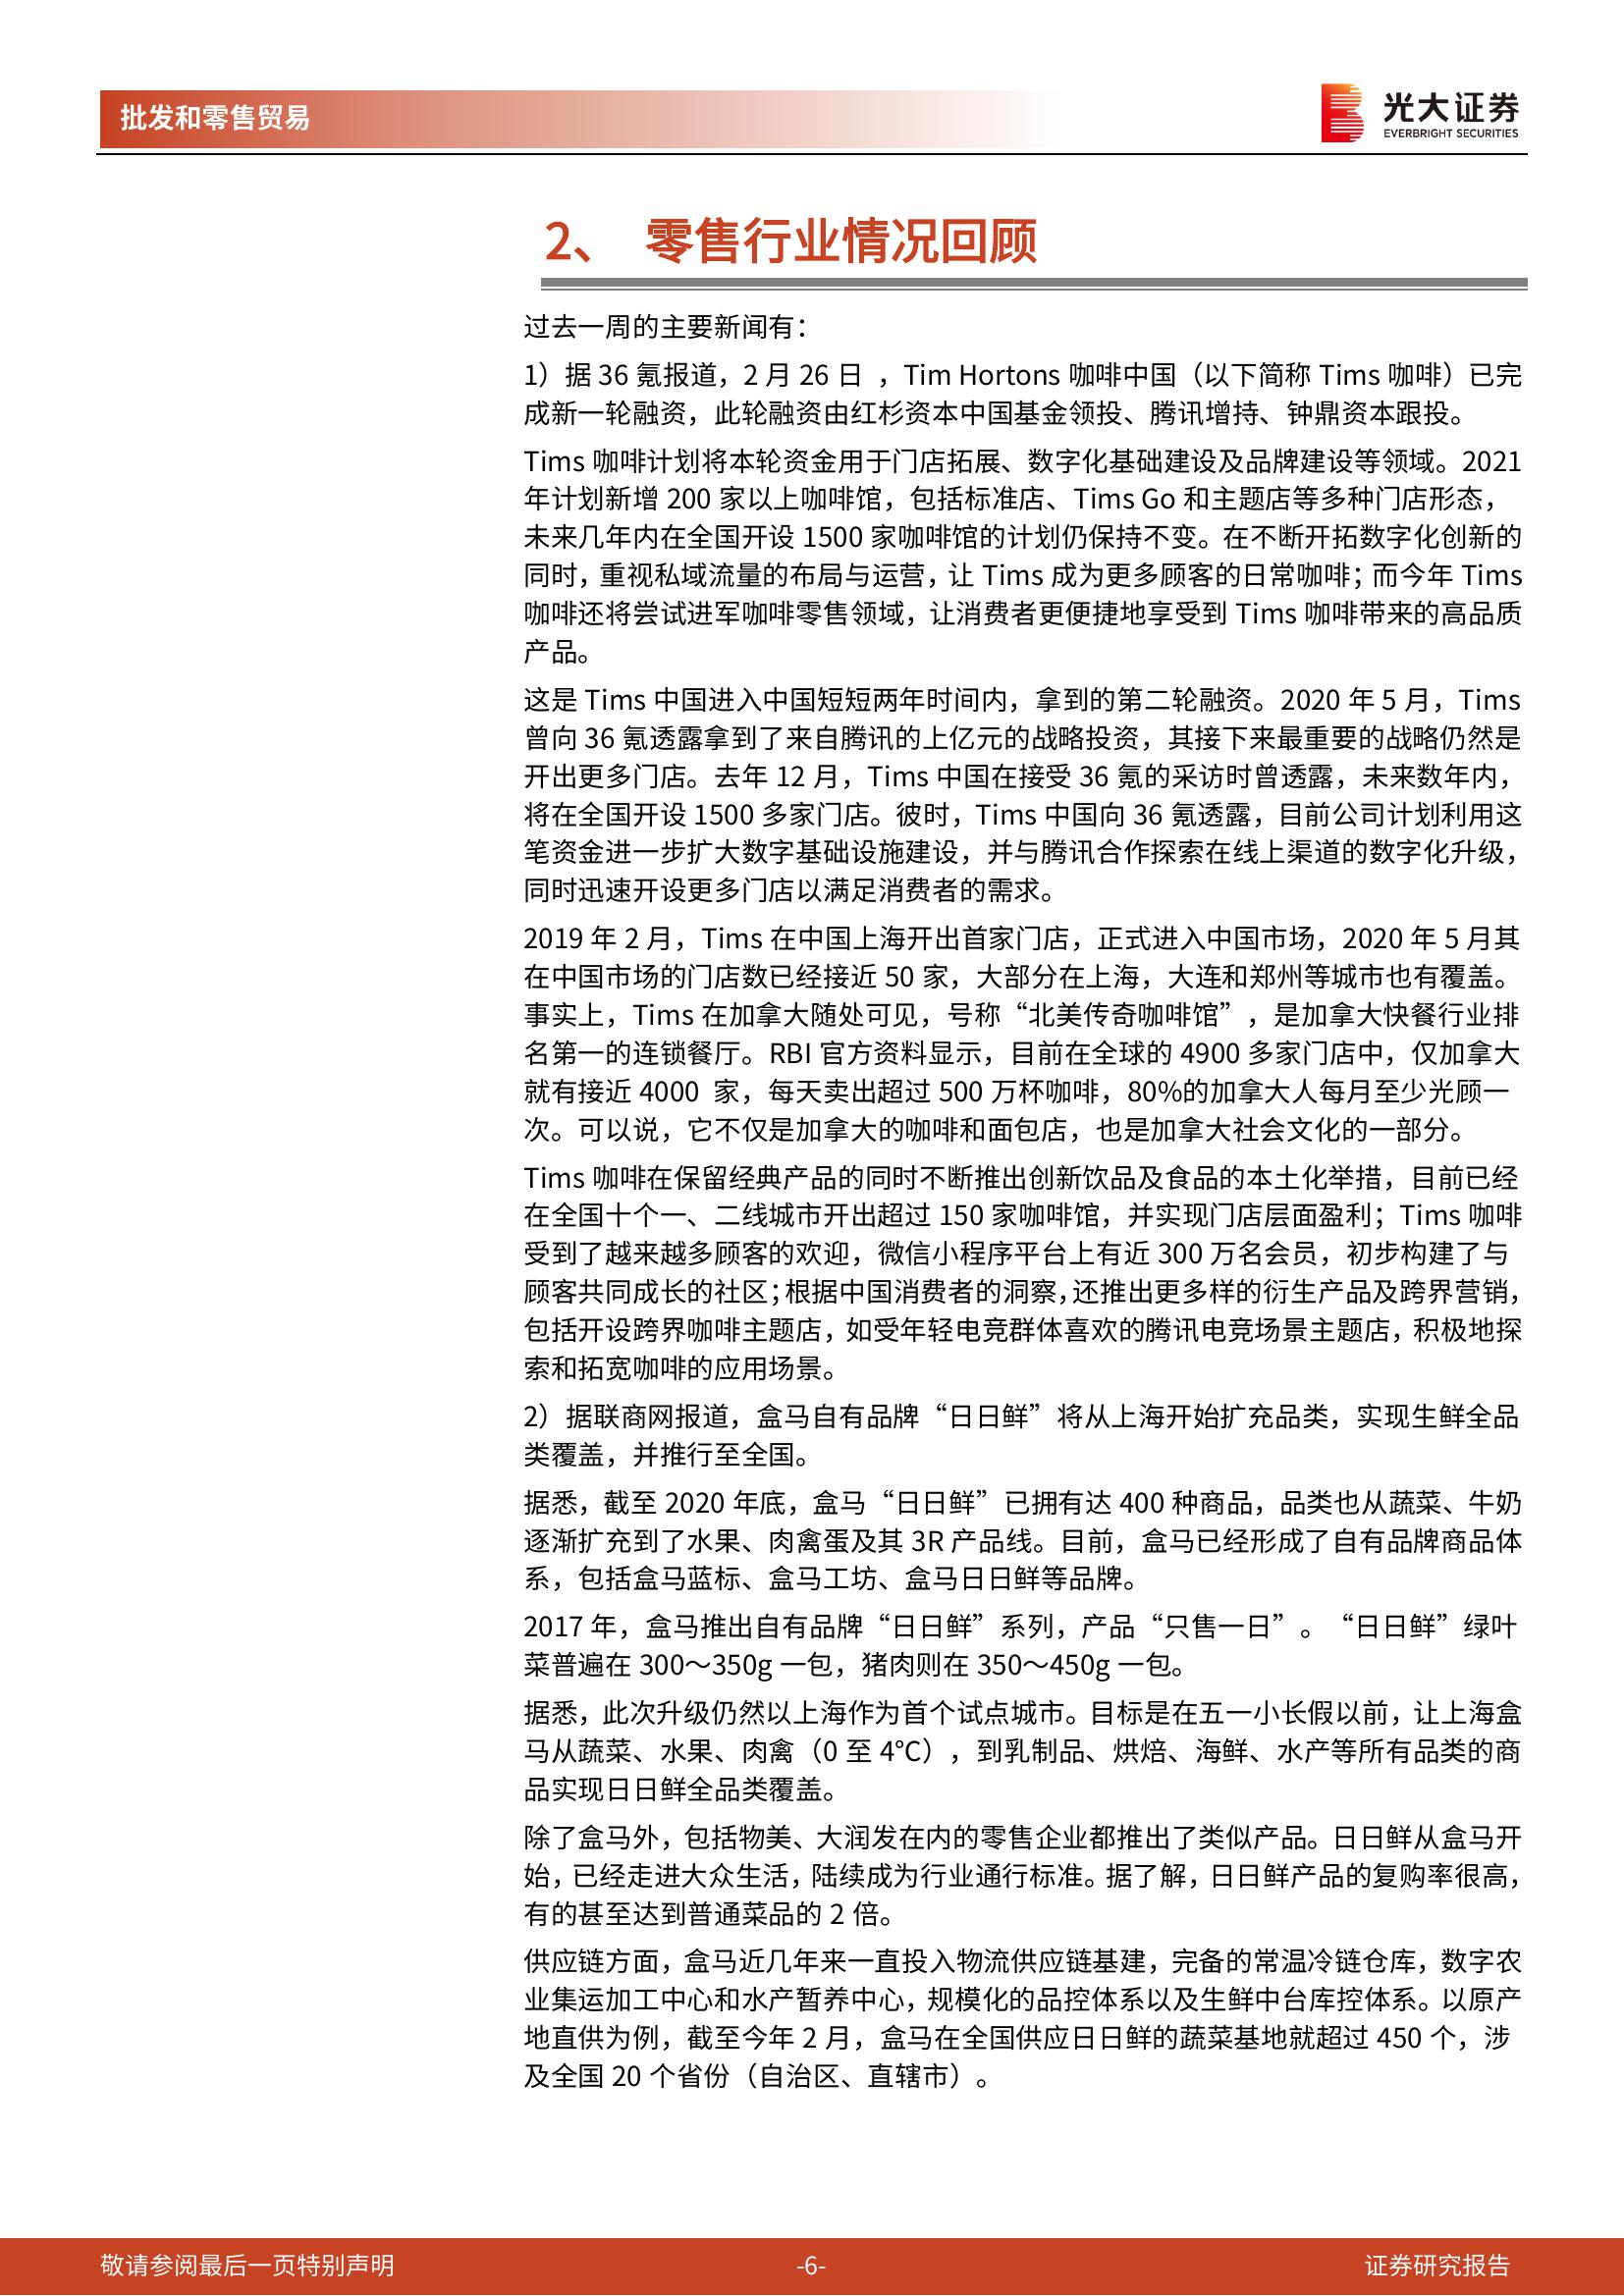 批发和零售贸易
光大证券
EVERBRIGHT SECURITIES
2、 零售行业情况回顾
过去一周的主要新闻有：
1）据 36 氪报道，2 月 26 日 ，Tim Hortons 咖啡中国（以下简称 Tims 咖啡）已完
成新一轮融资，此轮融资由红杉资本中国基金领投、腾讯增持、钟鼎资本跟投。
Tims 咖啡计划将本轮资金用于门店拓展、数字化基础建设及品牌建设等领域。2021
年计划新增 200 家以上咖啡馆，包括标准店、Tims Go 和主题店等多种门店形态，
未来几年内在全国开设 1500 家咖啡馆的计划仍保持不变。在不断开拓数字化创新的
同时，重视私域流量的布局与运营，让 Tims 成为更多顾客的日常咖啡；而今年 Tims
咖啡还将尝试进军咖啡零售领域，让消费者更便捷地享受到 Tims 咖啡带来的高品质
产品。
这是 Tims 中国进入中国短短两年时间内，拿到的第二轮融资。2020 年 5 月，Tims
曾向 36 氪透露拿到了来自腾讯的上亿元的战略投资，其接下来最重要的战略仍然是
开出更多门店。去年 12 月，Tims 中国在接受 36 氪的采访时曾透露，未来数年内，
将在全国开设 1500 多家门店。彼时，Tims 中国向 36 氪透露，目前公司计划利用这
笔资金进一步扩大数字基础设施建设，并与腾讯合作探索在线上渠道的数字化升级，
同时迅速开设更多门店以满足消费者的需求。
2019 年 2 月，Tims 在中国上海开出首家门店，正式进入中国市场，2020 年 5 月其
在中国市场的门店数已经接近 50 家，大部分在上海，大连和郑州等城市也有覆盖。
事实上，Tims 在加拿大随处可见，号称“北美传奇咖啡馆”，是加拿大快餐行业排
名第一的连锁餐厅。RBI 官方资料显示，目前在全球的 4900 多家门店中，仅加拿大
就有接近 4000 家，每天卖出超过 500 万杯咖啡，80%的加拿大人每月至少光顾一
次。可以说，它不仅是加拿大的咖啡和面包店，也是加拿大社会文化的一部分。
Tims 咖啡在保留经典产品的同时不断推出创新饮品及食品的本土化举措，目前已经
在全国十个一、二线城市开出超过 150 家咖啡馆，并实现门店层面盈利；Tims 咖啡
受到了越来越多顾客的欢迎，微信小程序平台上有近 300 万名会员，初步构建了与
顾客共同成长的社区；根据中国消费者的洞察，还推出更多样的衍生产品及跨界营销，
包括开设跨界咖啡主题店，如受年轻电竞群体喜欢的腾讯电竞场景主题店，积极地探
索和拓宽咖啡的应用场景。
2）据联商网报道，盒马自有品牌“日日鲜”将从上海开始扩充品类，实现生鲜全品
类覆盖，并推行至全国。
据悉，截至 2020 年底，盒马“日日鲜”已拥有达 400 种商品，品类也从蔬菜、牛奶
逐渐扩充到了水果、肉禽蛋及其 3R 产品线。目前，盒马已经形成了自有品牌商品体
系，包括盒马蓝标、盒马工坊、盒马日日鲜等品牌。
2017 年，盒马推出自有品牌“日日鲜”系列，产品“只售一日”。“日日鲜”绿叶
菜普遍在 300～350g 一包，猪肉则在 350～450g 一包。
据悉，此次升级仍然以上海作为首个试点城市。目标是在五一小长假以前，让上海盒
马从蔬菜、水果、肉禽（0 至 4℃），到乳制品、烘焙、海鲜、水产等所有品类的商
品实现日日鲜全品类覆盖。
除了盒马外，包括物美、大润发在内的零售企业都推出了类似产品。日日鲜从盒马开
始，已经走进大众生活，陆续成为行业通行标准。据了解，日日鲜产品的复购率很高，
有的甚至达到普通菜品的 2 倍。
供应链方面，盒马近几年来一直投入物流供应链基建，完备的常温冷链仓库，数字农
业集运加工中心和水产暂养中心，规模化的品控体系以及生鲜中台库控体系。以原产
地直供为例，截至今年 2 月，盒马在全国供应日日鲜的蔬菜基地就超过 450 个，涉
及全国 20 个省份（自治区、直辖市）。
敬请参阅最后一页特别声明
-6-
证券研究报告